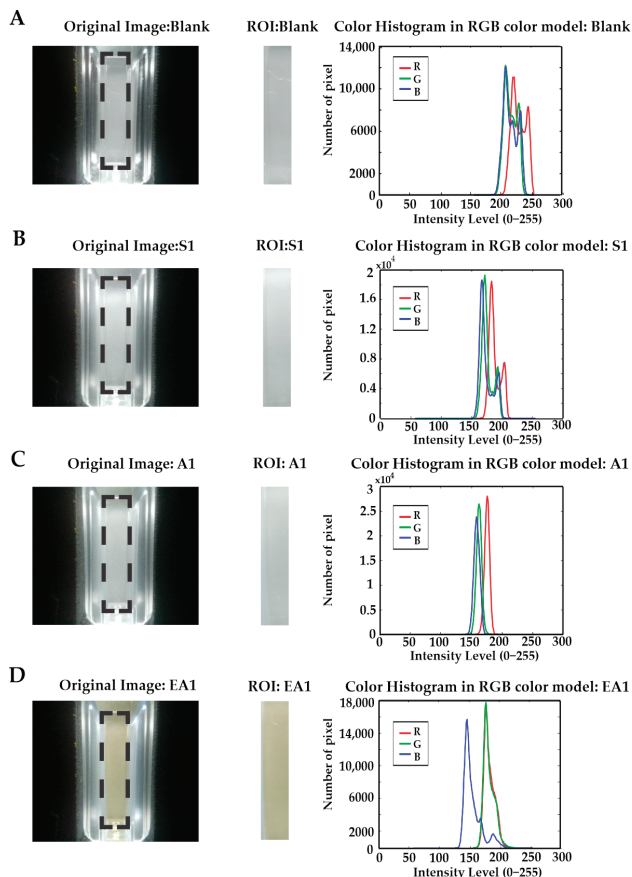 A
Original Image:Blank
ROI:Blank
Color Histogram in RGB color model: Blank
14,000
12,000
9000
6000
4000
2000
0
Number of pixel
R
G
B
0 50 100 150 200 250 300
Intensity Level (0–255)
B
Original Image:S1
ROI:S1
Color Histogram in RGB color model: S1
×10⁴
2
1.6
1.2
0.8
0.4
0
Number of pixel
R
G
B
0 50 100 150 200 250 300
Intensity Level (0–255)
C
Original Image: A1
ROI: A1
Color Histogram in RGB color model: A1
×10⁴
3
2.5
2
1.5
1
0.5
0
Number of pixel
R
G
B
0 50 100 150 200 250 300
Intensity Level (0–255)
D
Original Image: EA1
ROI: EA1
Color Histogram in RGB color model: EA1
18,000
14,000
10,000
6000
2000
0
Number of pixel
R
G
B
0 50 100 150 200 250 300
Intensity Level (0–255)